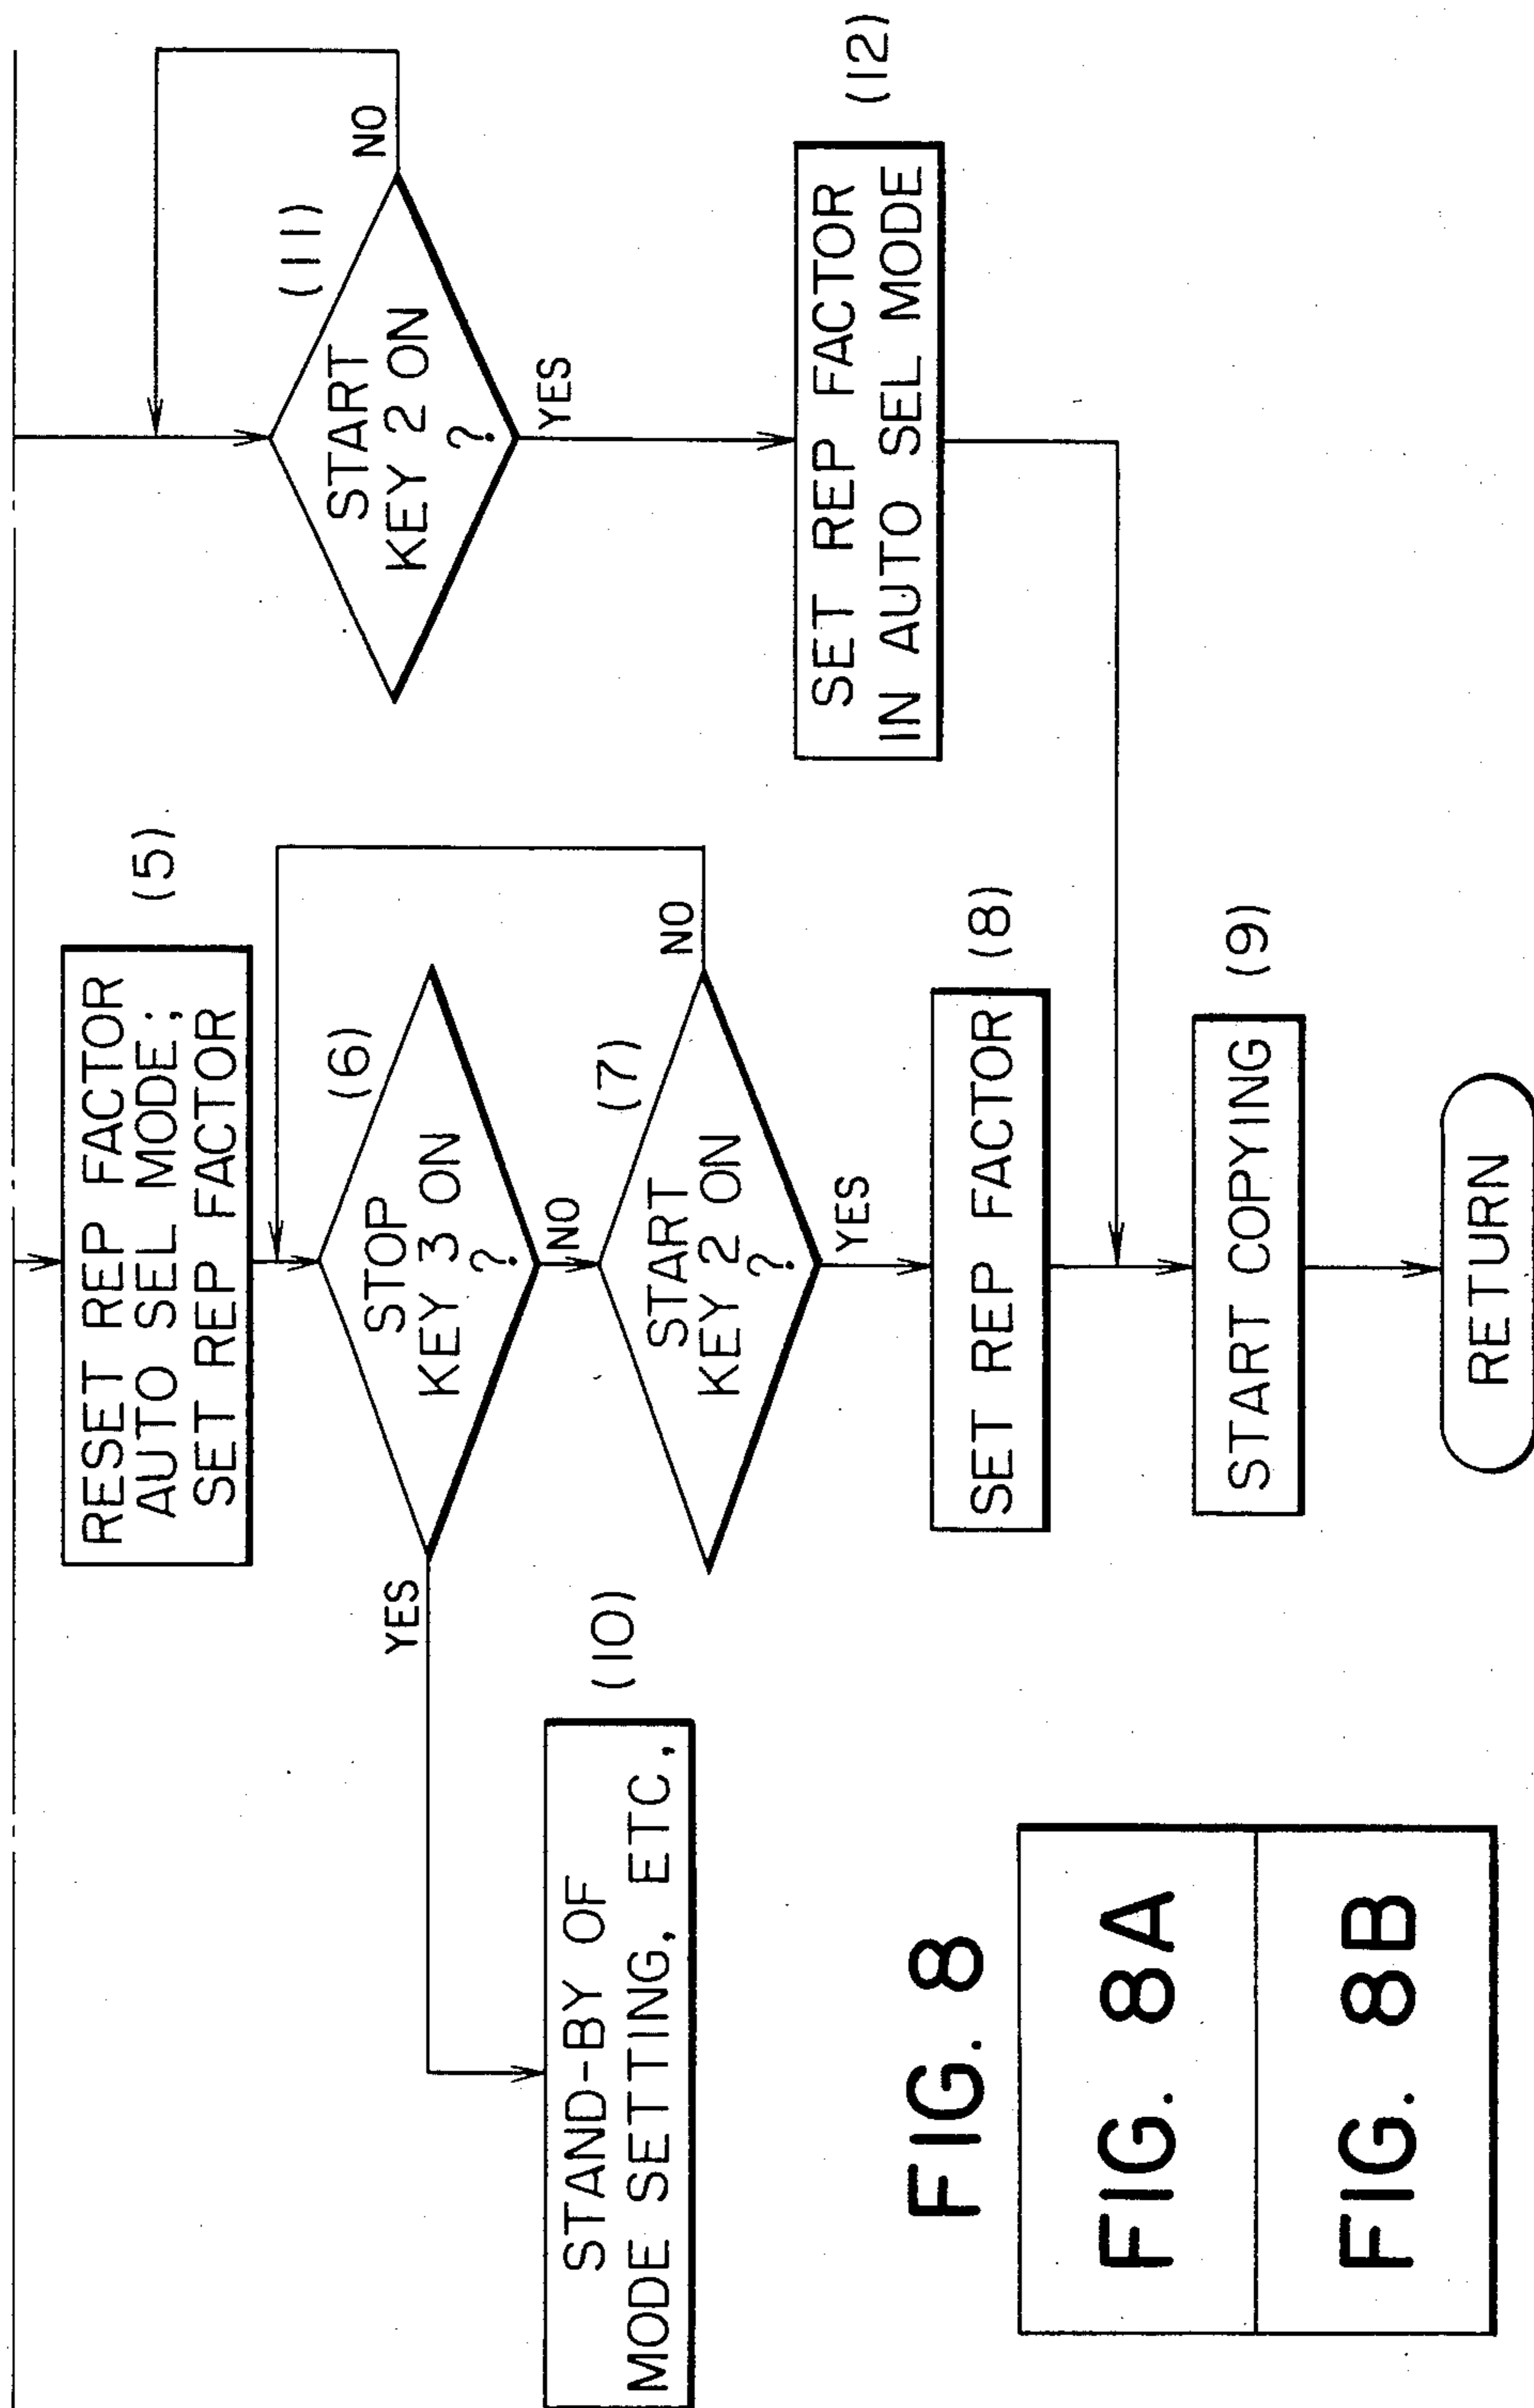 RESET REP FACTOR
AUTO SEL MODE;
SET REP FACTOR
(5)
STOP
KEY 3 ON
?
(6)
YES
NO
START
KEY 2 ON
?
(7)
NO
YES
STAND-BY OF
MODE SETTING, ETC,
(10)
SET REP FACTOR
(8)
START COPYING
(9)
RETURN
START
KEY 2 ON
?
(11)
NO
YES
SET REP FACTOR
IN AUTO SEL MODE
(12)
FIG. 8
FIG. 8A
FIG. 8B